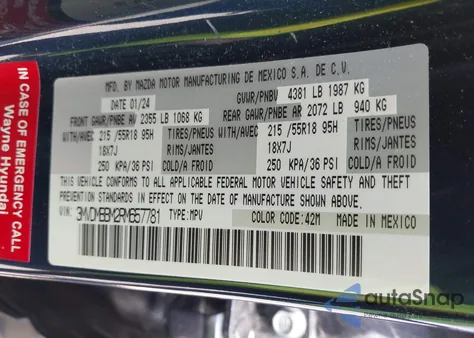 IN CASE OF EMERGENCY CALL
Wayne Hyundai
MFD. BY MAZDA MOTOR MANUFACTURING DE MEXICO S.A. DE C.V.
DATE 01/24 GVWR/PNBV 4381 LB 1987 KG
FRONT GAWR/PNBE AV 2355 LB 1068 KG REAR GAWR/PNBE AR 2072 LB 940 KG
WITH/AVEC 215 /55R18 95H TIRES/PNEUS WITH/AVEC 215 /55R18 95H TIRES/PNEUS
18X7J RIMS/JANTES 18X7J RIMS/JANTES
250 KPA/36 PSI COLD/A FROID 250 KPA/36 PSI COLD/A FROID
THIS VEHICLE CONFORMS TO ALL APPLICABLE FEDERAL MOTOR VEHICLE SAFETY AND THEFT
PREVENTION STANDARDS IN EFFECT ON THE DATE OF MANUFACTURE SHOWN ABOVE.
VIN: 3MVDMBBM2RM657781 TYPE:MPV COLOR CODE:42M MADE IN MEXICO
autoSnap